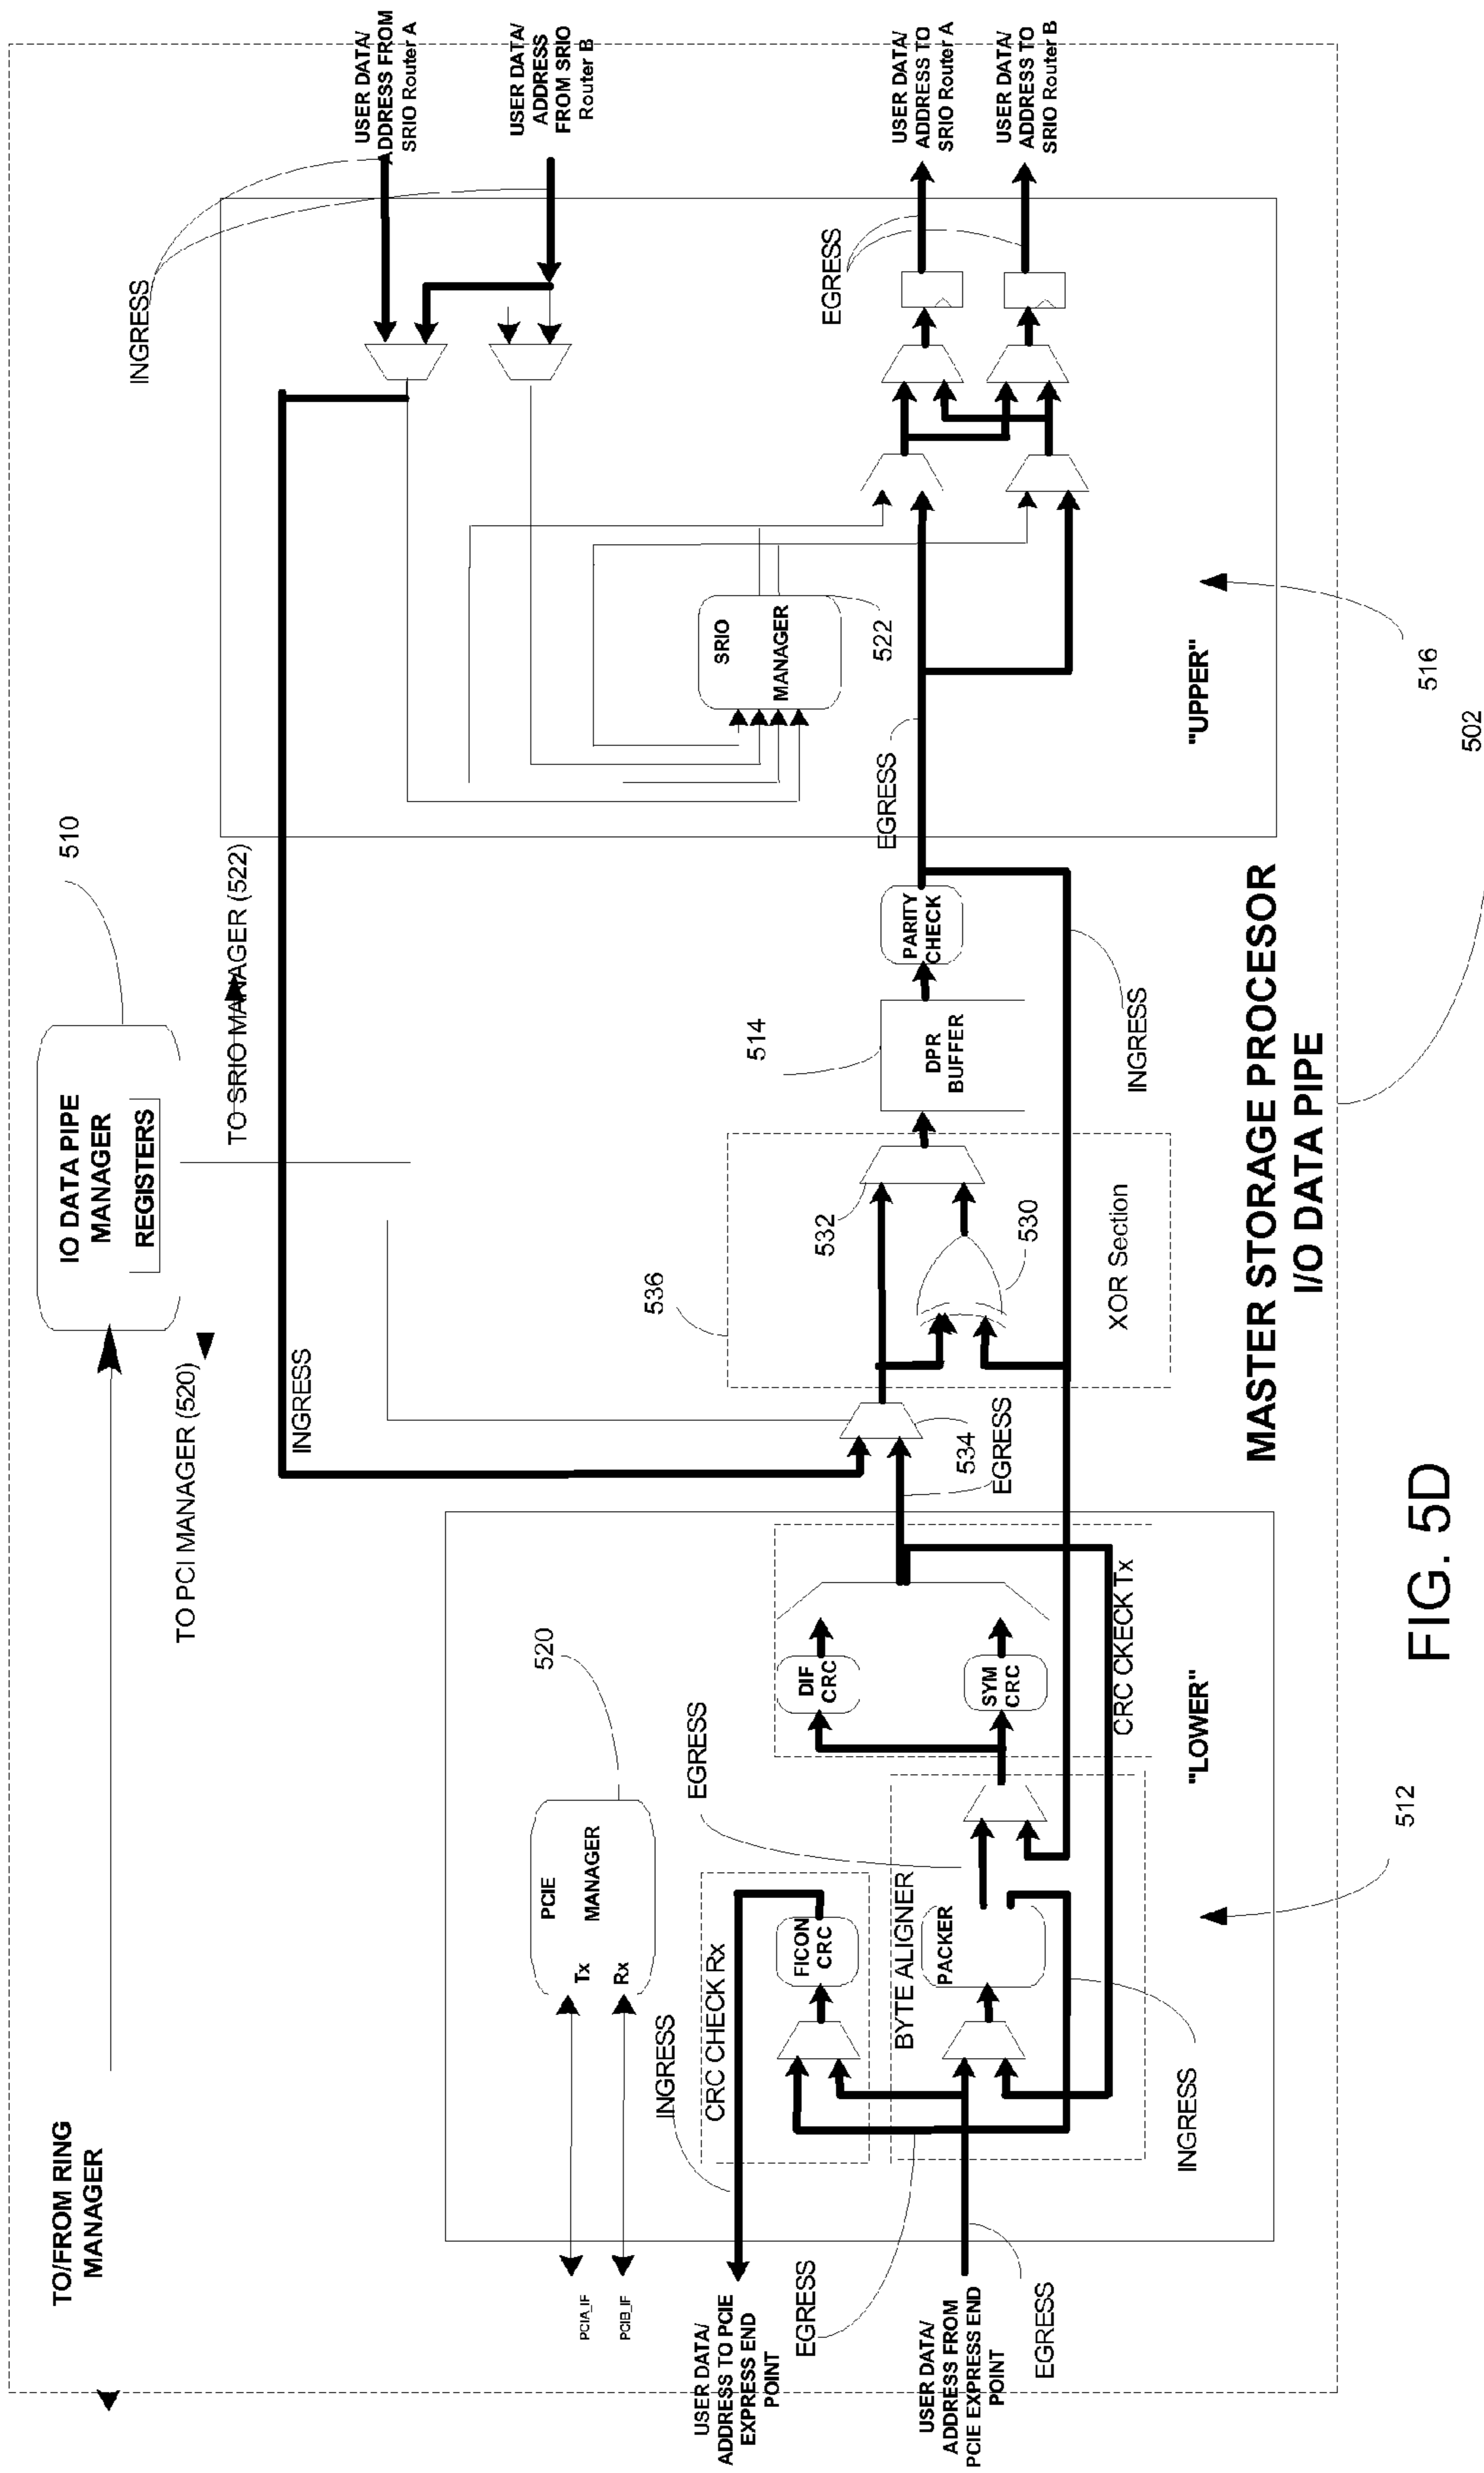 TO/FROM RING
MANAGER
IO DATA PIPE
MANAGER
REGISTERS
510
TO PCI MANAGER (520)
TO SRIO MANAGER (522)
INGRESS
INGRESS
USER DATA/
ADDRESS FROM
SRIO Router A
USER DATA/
ADDRESS
FROM SRIO
Router B
PCIA_IF
PCIB_IF
Tx
Rx
PCIE
MANAGER
520
INGRESS
CRC CHECK Rx
FICON
CRC
USER DATA/
ADDRESS TO PCIE
EXPRESS END
POINT
EGRESS
USER DATA/
ADDRESS FROM
PCIE EXPRESS END
POINT
EGRESS
BYTE ALIGNER
PACKER
EGRESS
INGRESS
DIF
CRC
SYM
CRC
CRC CKECK Tx
"LOWER"
512
534
EGRESS
536
532
530
XOR Section
514
DPR
BUFFER
PARITY
CHECK
INGRESS
EGRESS
SRIO
MANAGER
522
EGRESS
USER DATA/
ADDRESS TO
SRIO Router A
USER DATA/
ADDRESS TO
SRIO Router B
"UPPER"
516
502
MASTER STORAGE PROCESOR
I/O DATA PIPE
FIG. 5D